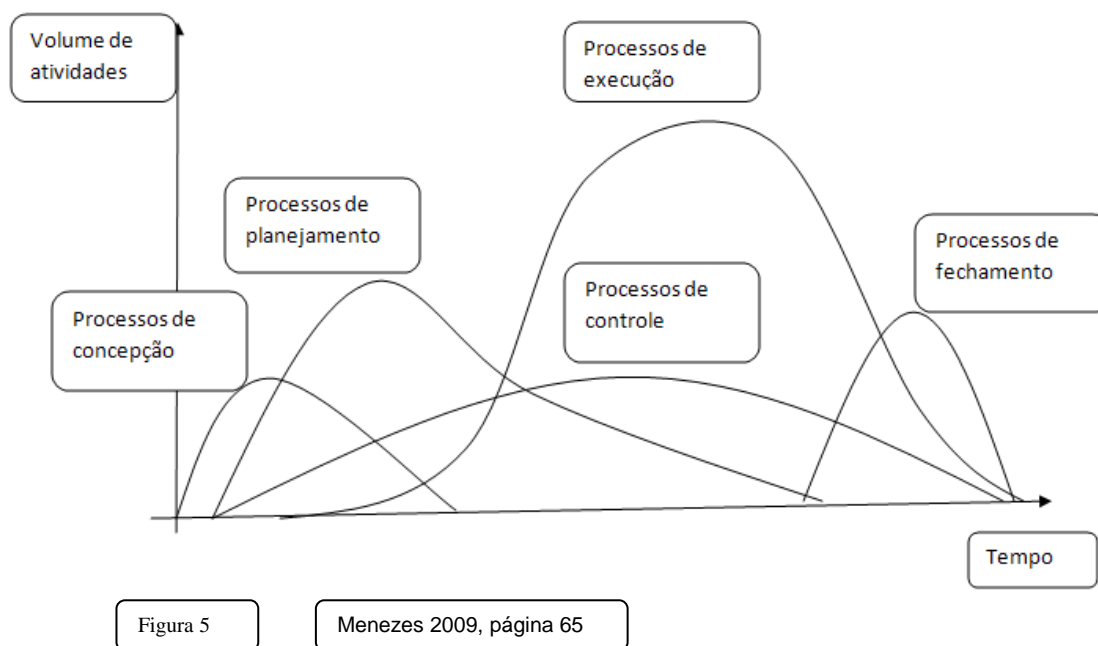 Volume de
atividades
Processos de
execução
Processos de
planejamento
Processos de
fechamento
Processos de
controle
Processos de
concepção
Tempo
Figura 5
Menezes 2009, página 65